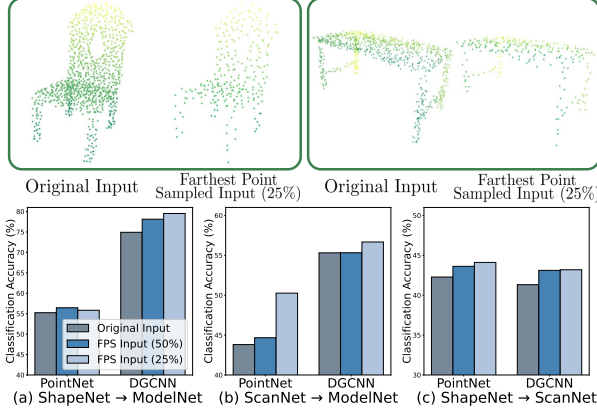 Original Input
Farthest Point
Sampled Input (25%)
Original Input
Farthest Point
Sampled Input (25%)
Classification Accuracy (%)
80
75
70
65
60
55
50
45
40
Original Input
FPS Input (50%)
FPS Input (25%)
PointNet
DGCNN
(a) ShapeNet → ModelNet
Classification Accuracy (%)
60
55
50
45
40
PointNet
DGCNN
(b) ScanNet → ModelNet
Classification Accuracy (%)
50
45
40
35
30
PointNet
DGCNN
(c) ShapeNet → ScanNet